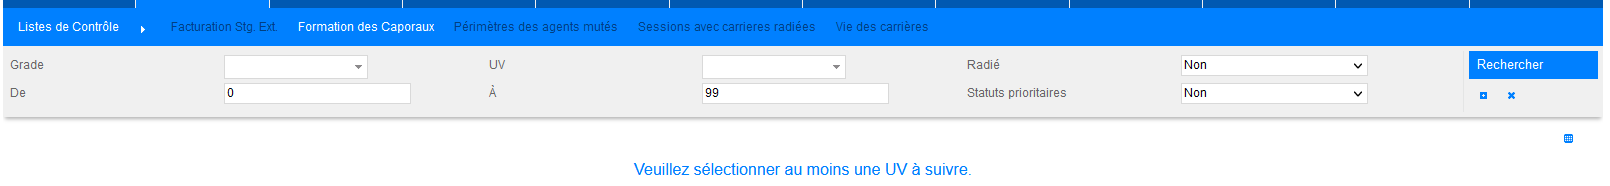 Listes de Contrôle Facturation Stg. Ext. Formation des Caporaux Périmètres des agents mutés Sessions avec carrieres radiées Vie des carrières
Grade UV Radié Non Rechercher
De 0 À 99 Statuts prioritaires Non
Veuillez sélectionner au moins une UV à suivre.